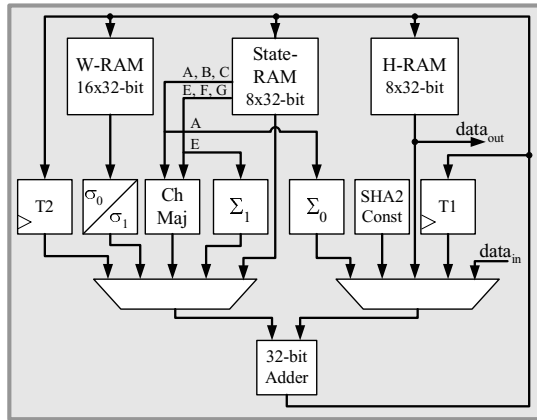 W-RAM
16x32-bit
State-
RAM
8x32-bit
H-RAM
8x32-bit
A, B, C
E, F, G
A
E
data_out
T2
σ0
σ1
Ch
Maj
Σ1
Σ0
SHA2
Const
T1
data_in
32-bit
Adder